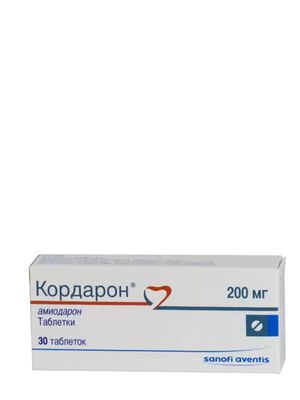 Кордарон®
200 мг
амиодарон
Таблетки
30 таблеток
sanofi aventis